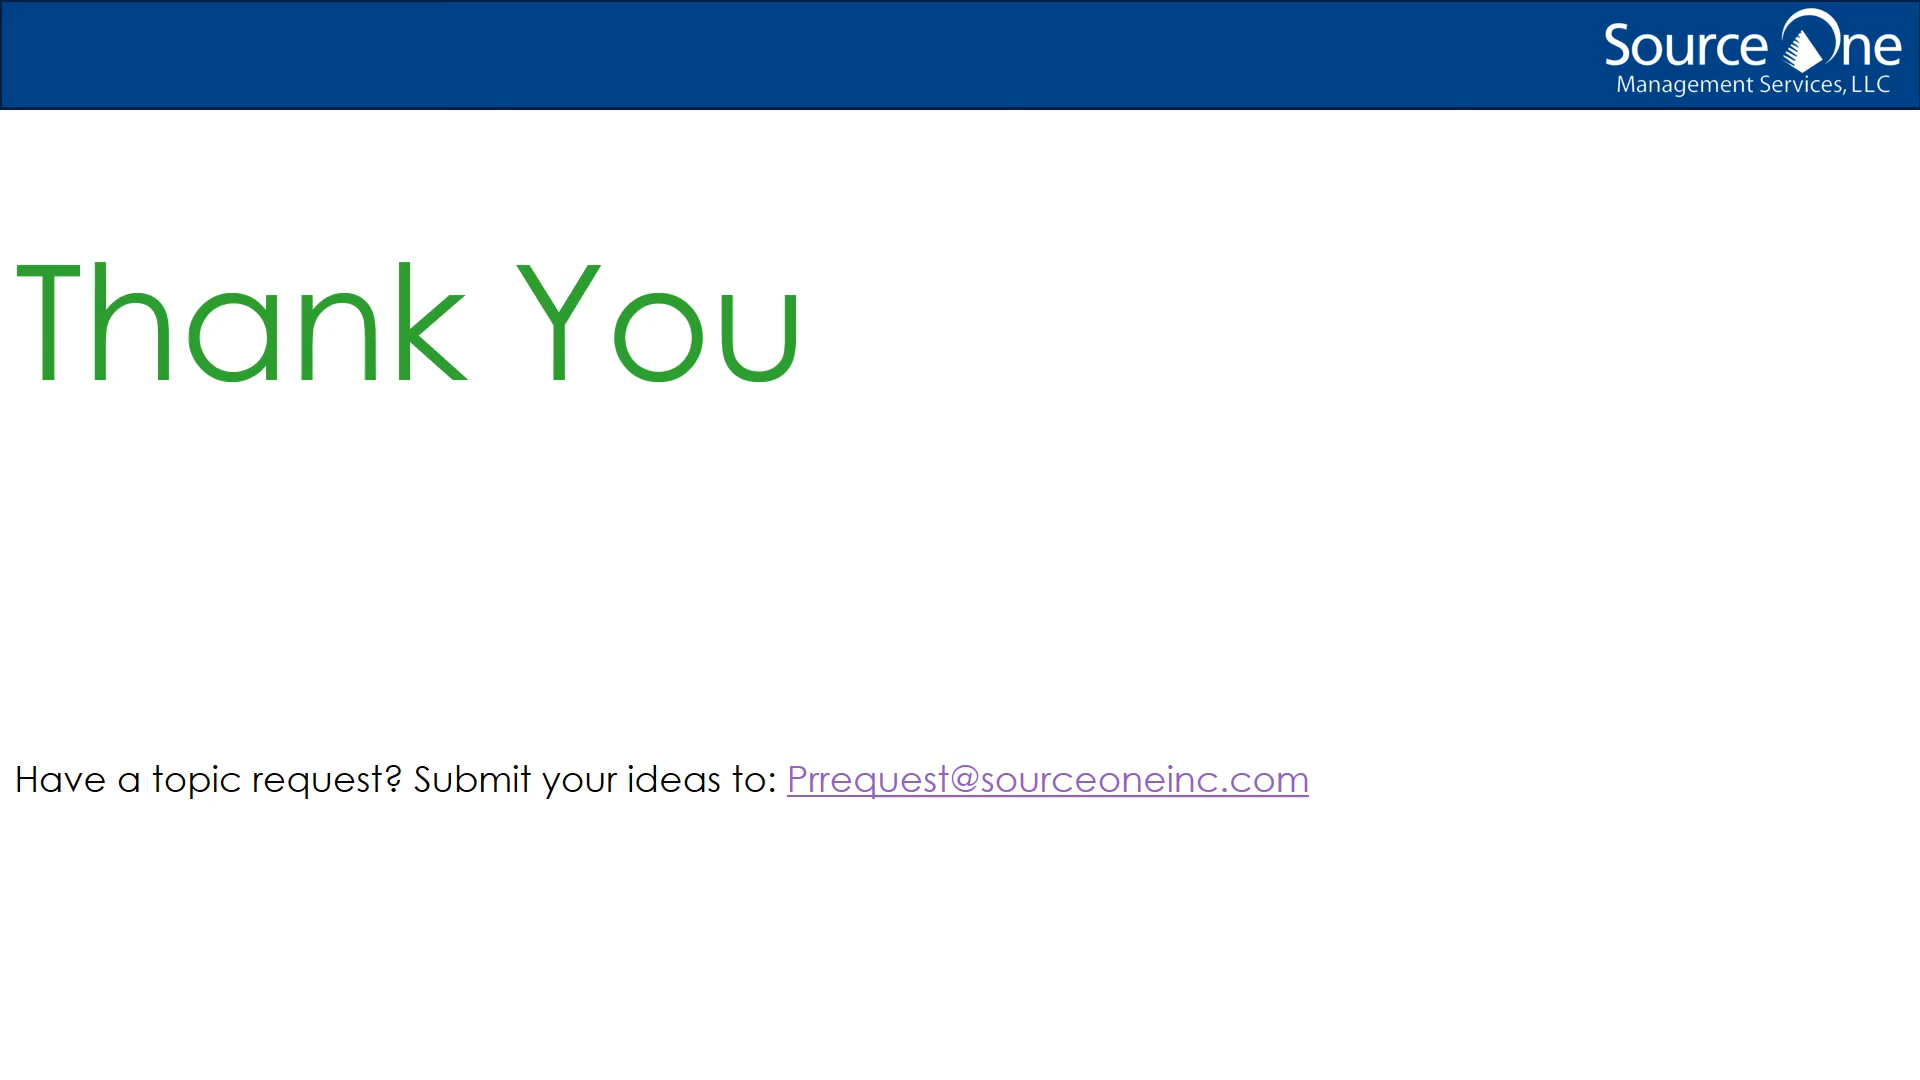 Source One
Management Services, LLC
Thank You
Have a topic request? Submit your ideas to: Prrequest@sourceoneinc.com